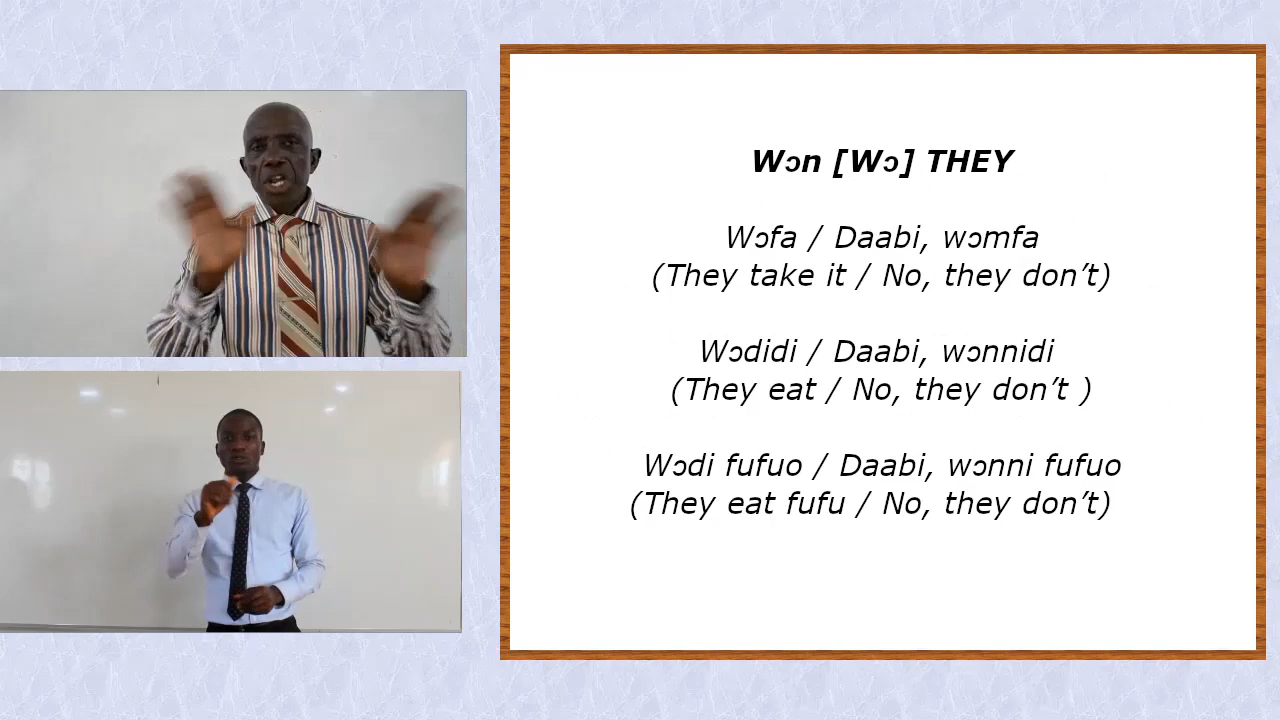 Wɔn [Wɔ] THEY
Wɔfa / Daabi, wɔmfa
(They take it / No, they don’t)
Wɔdidi / Daabi, wɔnnidi
(They eat / No, they don’t )
Wɔdi fufuo / Daabi, wɔnni fufuo
(They eat fufu / No, they don’t)